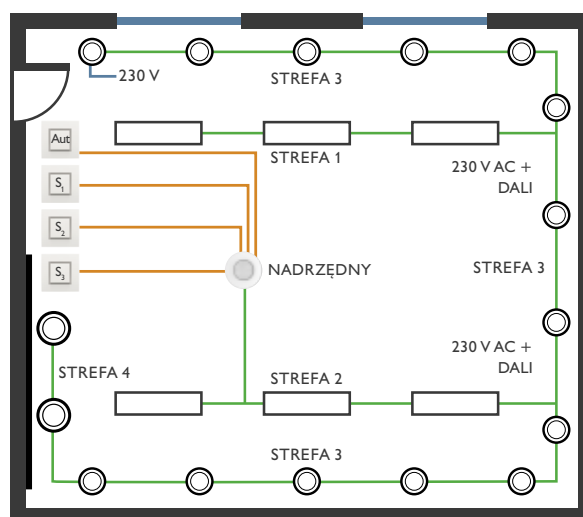 230 V
STREFA 3
Aut
STREFA 1
230 V AC +
DALI
S₁
S₂
S₃
NADRZĘDNY
STREFA 3
230 V AC +
DALI
STREFA 4
STREFA 2
STREFA 3